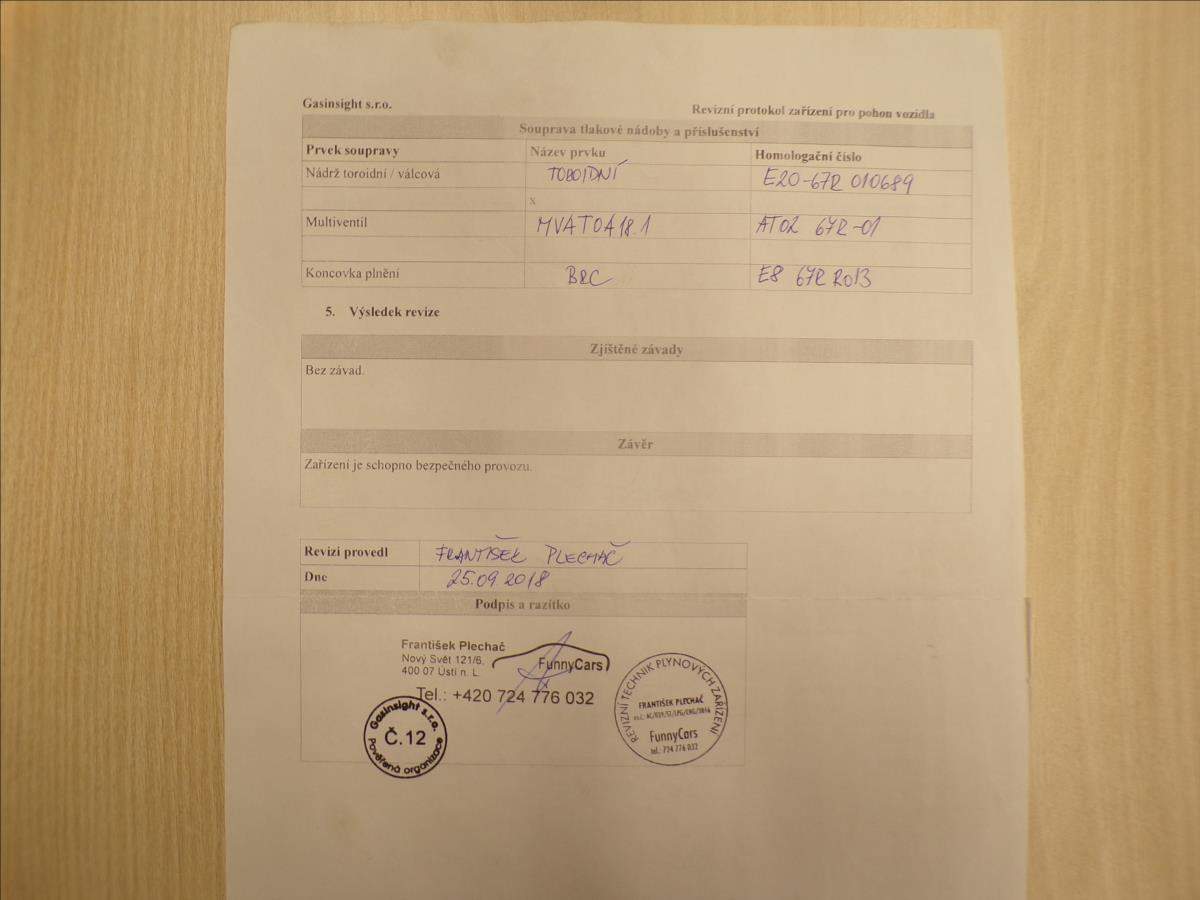 Gasinsight s.r.o. Revizní protokol zařízení pro pohon vozidla
Souprava tlakové nádoby a příslušenství
Prvek soupravy Název prvku Homologační číslo
Nádrž toroidní / válcová TOROIDNÍ E20-67R 010689
x
Multiventil MVAT0A18.1 AT02 67R-01
Koncovka plnění BRC E8 67R R013
5. Výsledek revize
Zjištěné závady
Bez závad.
Závěr
Zařízení je schopno bezpečného provozu.
Revizi provedl FRANTIŠEK PLECHAČ
Dne 25.09 2018
Podpis a razítko
František Plechač
Nový Svět 121/6.
400 07 Ústí n. L.
FunnyCars
Tel.: +420 724 776 032
Gasinsight s.r.o.
Č.12
Pověřená organizace
REVIZNÍ TECHNIK PLYNOVÝCH ZAŘÍZENÍ
FRANTIŠEK PLECHAČ
FunnyCars
tel.: 724 776 032